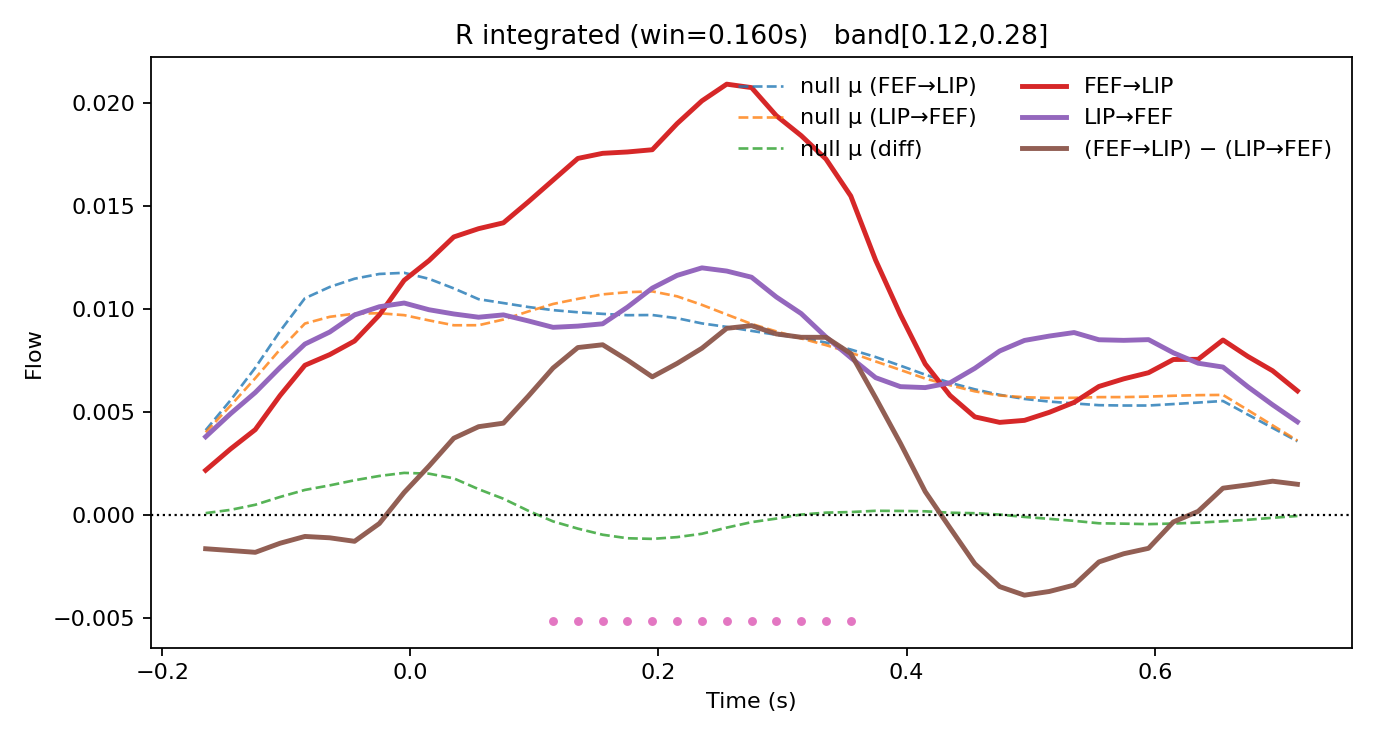 R integrated (win=0.160s)   band[0.12,0.28]
null μ (FEF→LIP)
null μ (LIP→FEF)
null μ (diff)
FEF→LIP
LIP→FEF
(FEF→LIP) − (LIP→FEF)
Flow
0.020
0.015
0.010
0.005
0.000
−0.005
−0.2
0.0
0.2
0.4
0.6
Time (s)